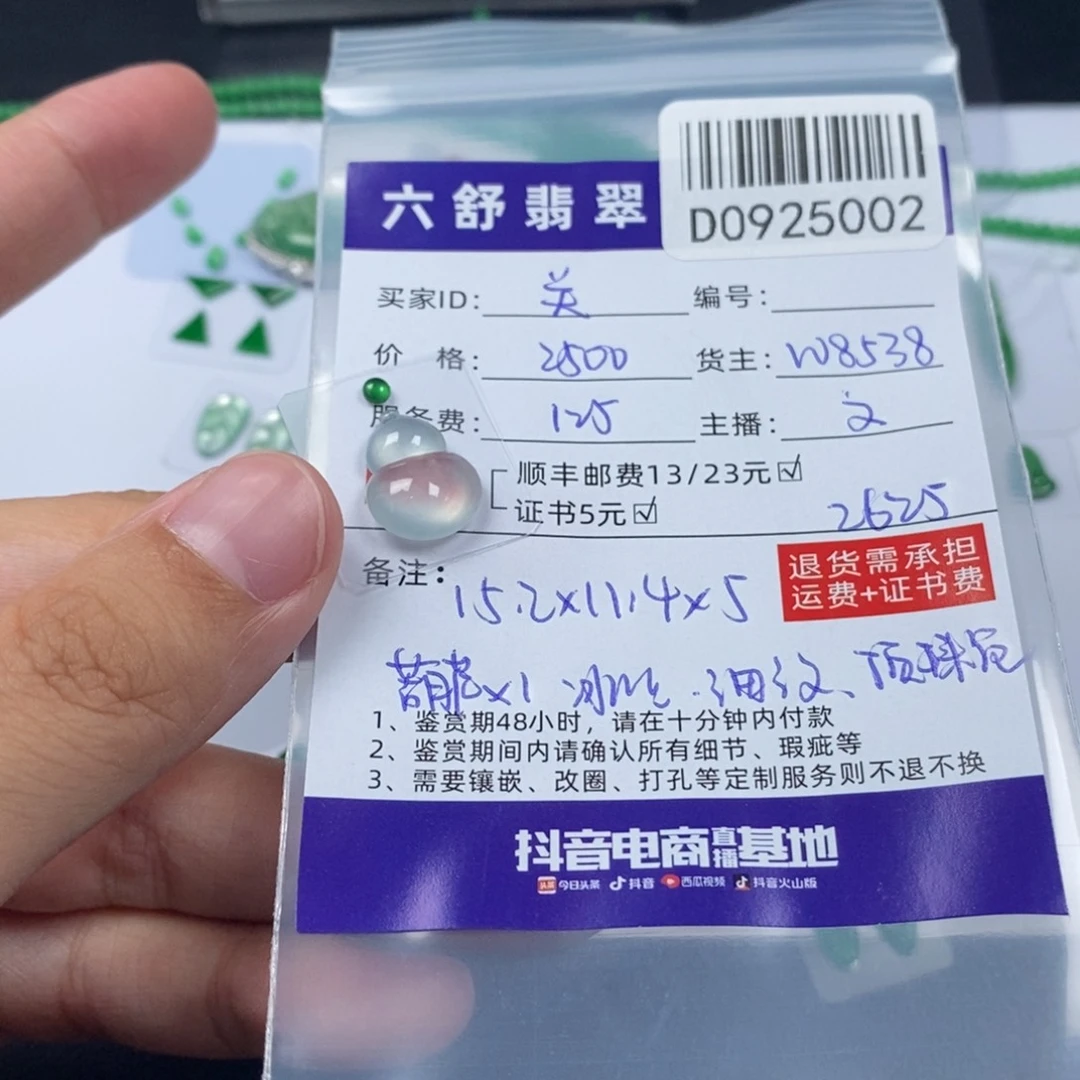 六舒翡翠
D0925002
买家ID: 美 编号:
价 格: 2500 货主: W8538
服务费: 125 主播: 文
顺丰邮费13/23元☑
证书5元☑
2625
退货需承担
运费+证书费
备注: 15.2×11.4×5
葫芦×1 冰 .细纹、顶珠
1、鉴赏期48小时，请在十分钟内付款
2、鉴赏期间内请确认所有细节、瑕疵等
3、需要镶嵌、改圈、打孔等定制服务则不退不换
抖音电商直播基地
头条 今日头条 抖音 西瓜视频 抖音火山版